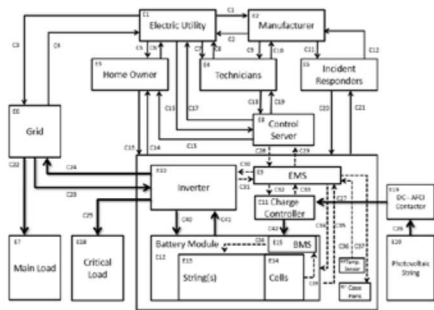 E1
Electric Utility
C1
E2
Manufacturer
C2
C3
C4
C5
C6
C7
C8
C9
C10
C11
C12
E3
Home Owner
E4
Technicians
E5
Incident
Responders
C16
C17
C18
C19
C20
C21
E6
Grid
E8
Control
Server
C13
C14
C15
C28
C29
C22
C23
C24
C25
C30
C31
E10
Inverter
E9
EMS
C32
C33
E11
Charge
Controller
C27
E19
DC - AFCI
Contactor
C26
E20
Photovoltaic
String
E7
Main Load
E18
Critical
Load
C40
C41
C42
Battery Module
E15
BMS
C34
C35
C36
C37
E12
E13
String(s)
E14
Cells
Temp.
Sensor
Case
Fans